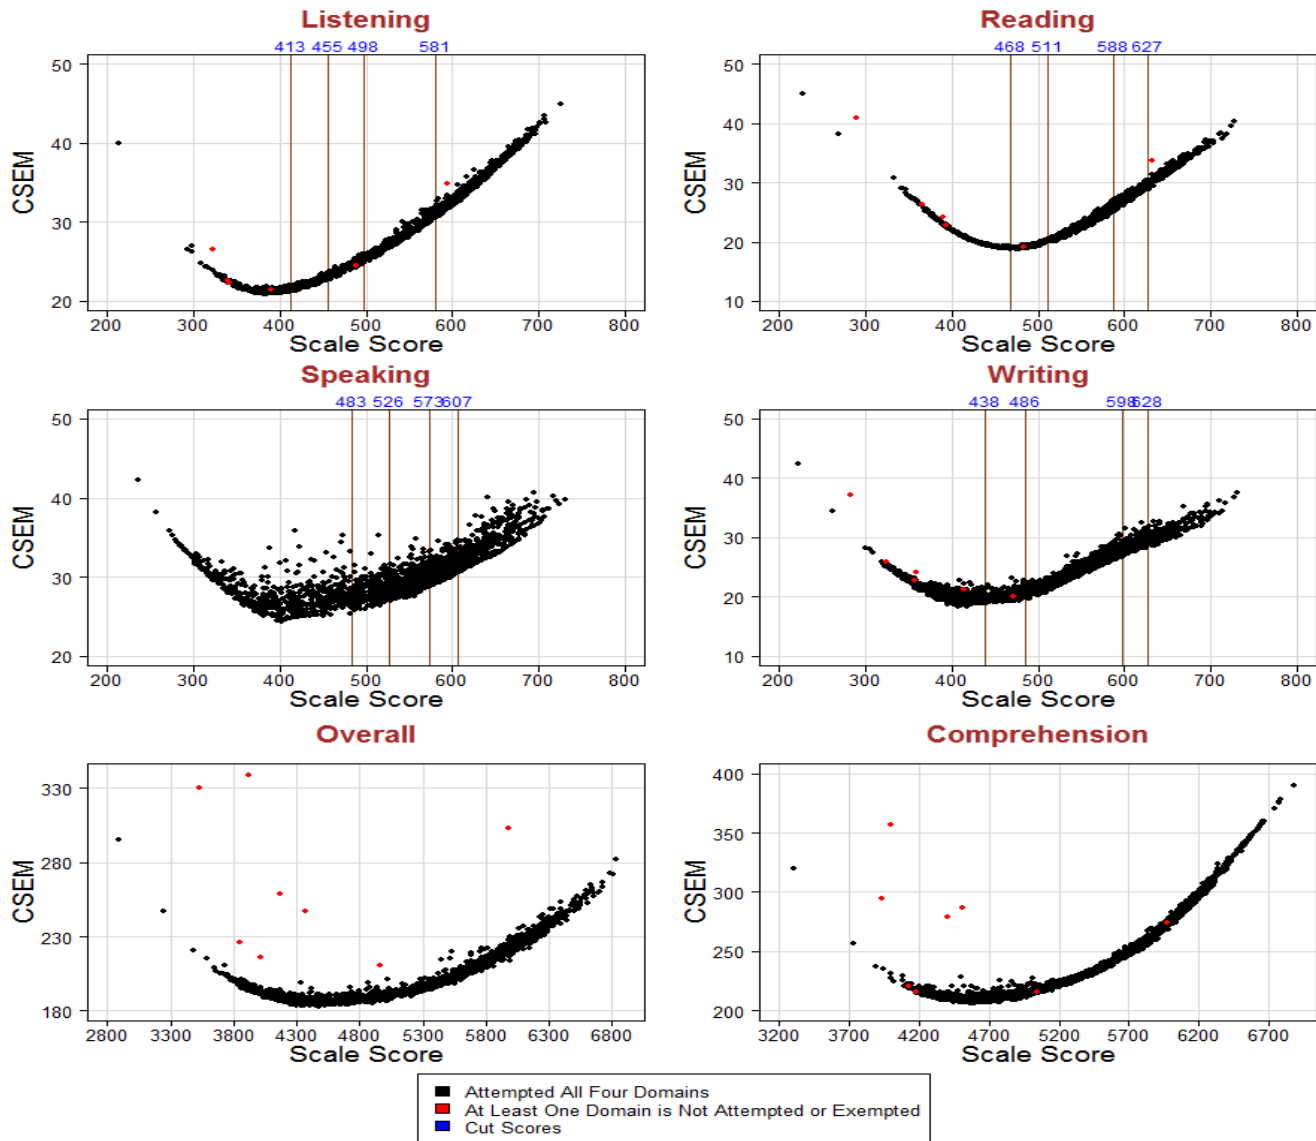 Listening
413 455 498 581
50
40
30
20
CSEM
200 300 400 500 600 700 800
Scale Score
Reading
468 511 588 627
50
40
30
20
10
CSEM
200 300 400 500 600 700 800
Scale Score
Speaking
483 526 573 607
50
40
30
20
CSEM
200 300 400 500 600 700 800
Scale Score
Writing
438 486 598 628
50
40
30
20
10
CSEM
200 300 400 500 600 700 800
Scale Score
Overall
330
280
230
180
CSEM
2800 3300 3800 4300 4800 5300 5800 6300 6800
Scale Score
Comprehension
400
350
300
250
200
CSEM
3200 3700 4200 4700 5200 5700 6200 6700
Scale Score
Attempted All Four Domains
At Least One Domain is Not Attempted or Exempted
Cut Scores